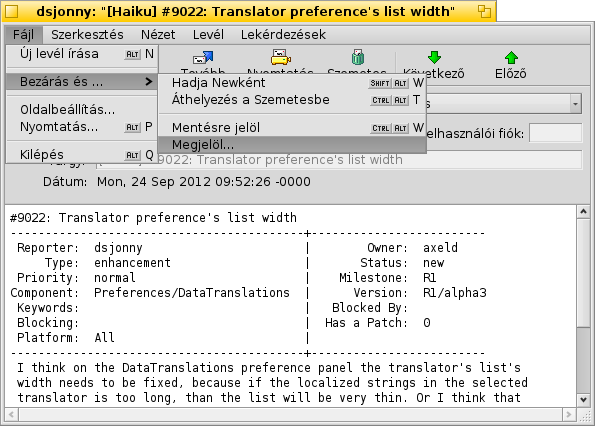 dsjonny: "[Haiku] #9022: Translator preference's list width"
Fájl Szerkesztés Nézet Levél Lekérdezések
Új levél írása ALT N
Bezárás és ...
Oldalbeállítás...
Nyomtatás... ALT P
Kilépés ALT Q
Hadja Newként SHIFT ALT W
Áthelyezés a Szemetesbe CTRL ALT T
Mentésre jelöl CTRL ALT W
Megjelöl...
Tovább Nyomtatás Szemetes Következő Előző
s
elhasználói fiók:
Tárgy: #9022: Translator preference's list width
Dátum: Mon, 24 Sep 2012 09:52:26 -0000
#9022: Translator preference's list width
------------------------------------------+------------------------
Reporter: dsjonny | Owner: axeld
Type: enhancement | Status: new
Priority: normal | Milestone: R1
Component: Preferences/DataTranslations | Version: R1/alpha3
Keywords: | Blocked By:
Blocking: | Has a Patch: 0
Platform: All |
------------------------------------------+------------------------
I think on the DataTranslations preference panel the translator's list's
width needs to be fixed, because if the localized strings in the selected
translator is too long, than the list will be very thin. Or I think that